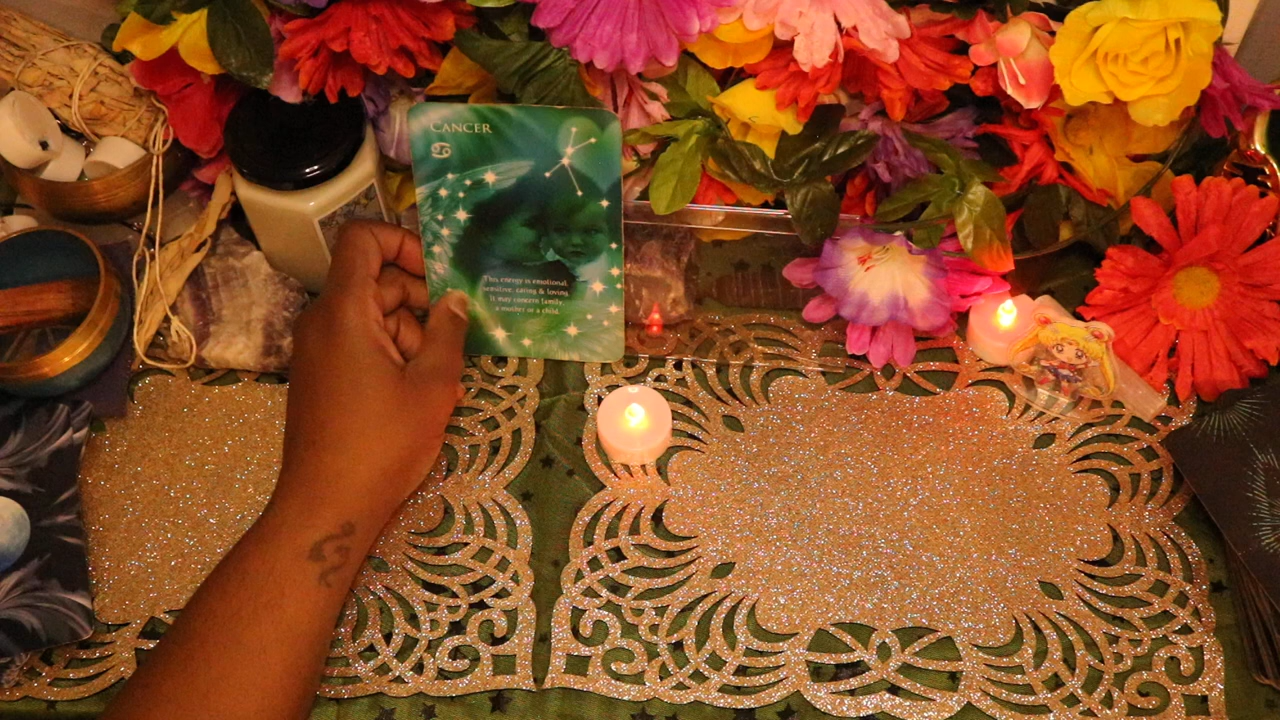 CANCER
♋
This energy is emotional,
sensitive, caring & loving.
It may concern family,
a mother or a child.